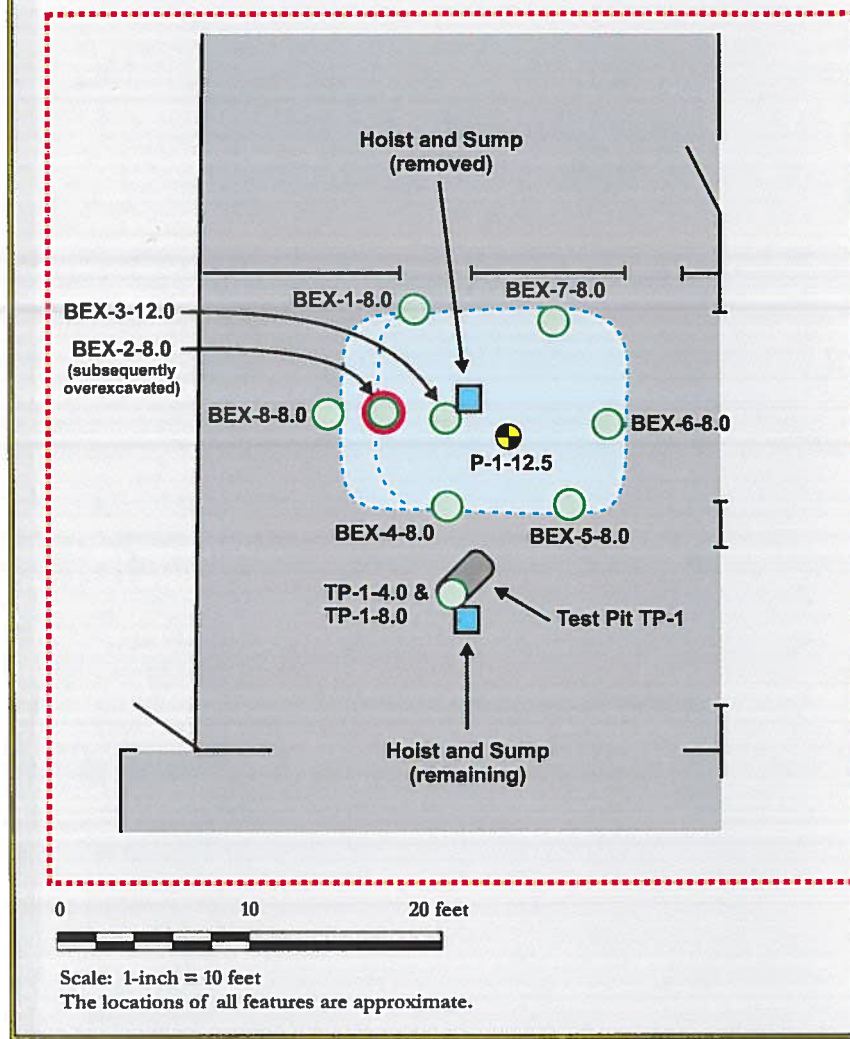 Hoist and Sump
(removed)
BEX-1-8.0
BEX-7-8.0
BEX-3-12.0
BEX-2-8.0
(subsequently
overexcavated)
BEX-8-8.0
BEX-6-8.0
P-1-12.5
BEX-4-8.0
BEX-5-8.0
TP-1-4.0 &
TP-1-8.0
Test Pit TP-1
Hoist and Sump
(remaining)
0 10 20 feet
Scale: 1-inch = 10 feet
The locations of all features are approximate.